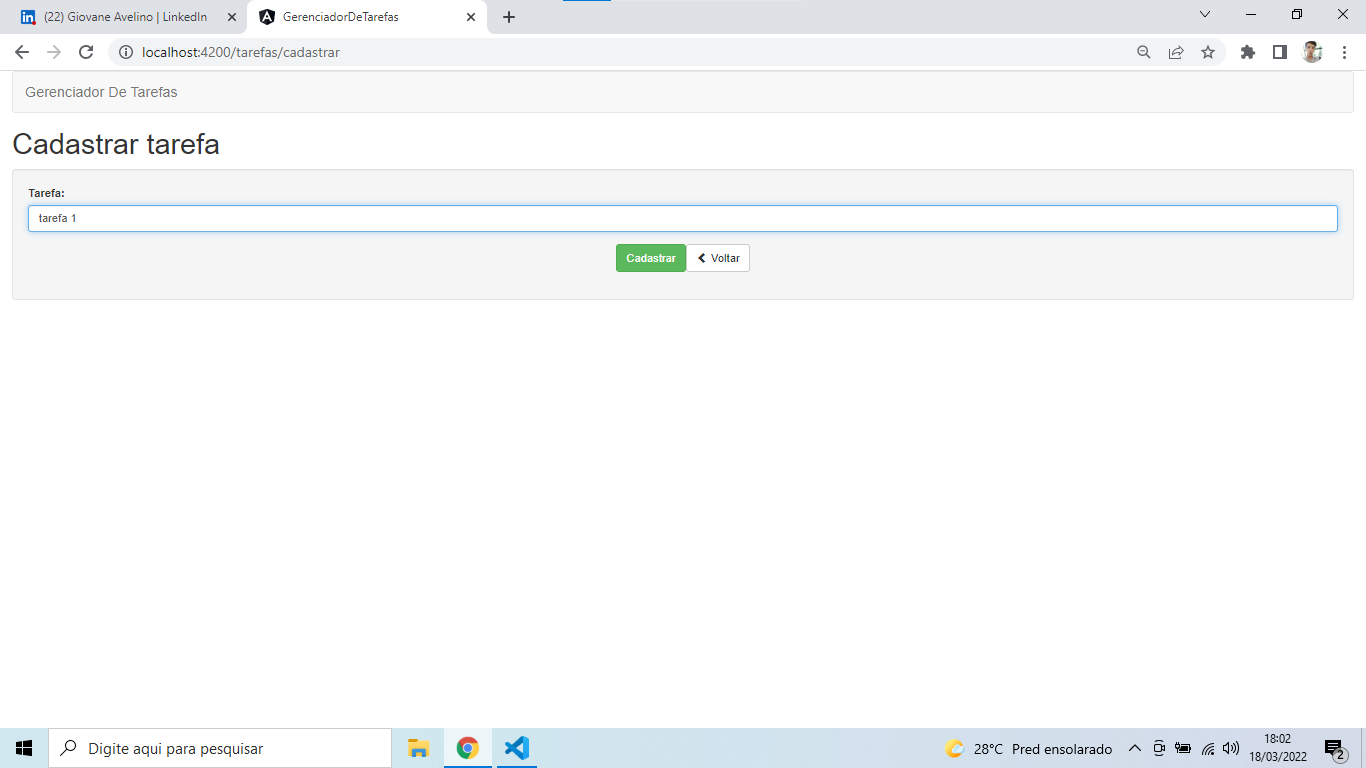 (22) Giovane Avelino | LinkedIn
GerenciadorDeTarefas
localhost:4200/tarefas/cadastrar
Gerenciador De Tarefas
Cadastrar tarefa
Tarefa:
tarefa 1
Cadastrar
Voltar
Digite aqui para pesquisar
28°C Pred ensolarado
18:02
18/03/2022
2